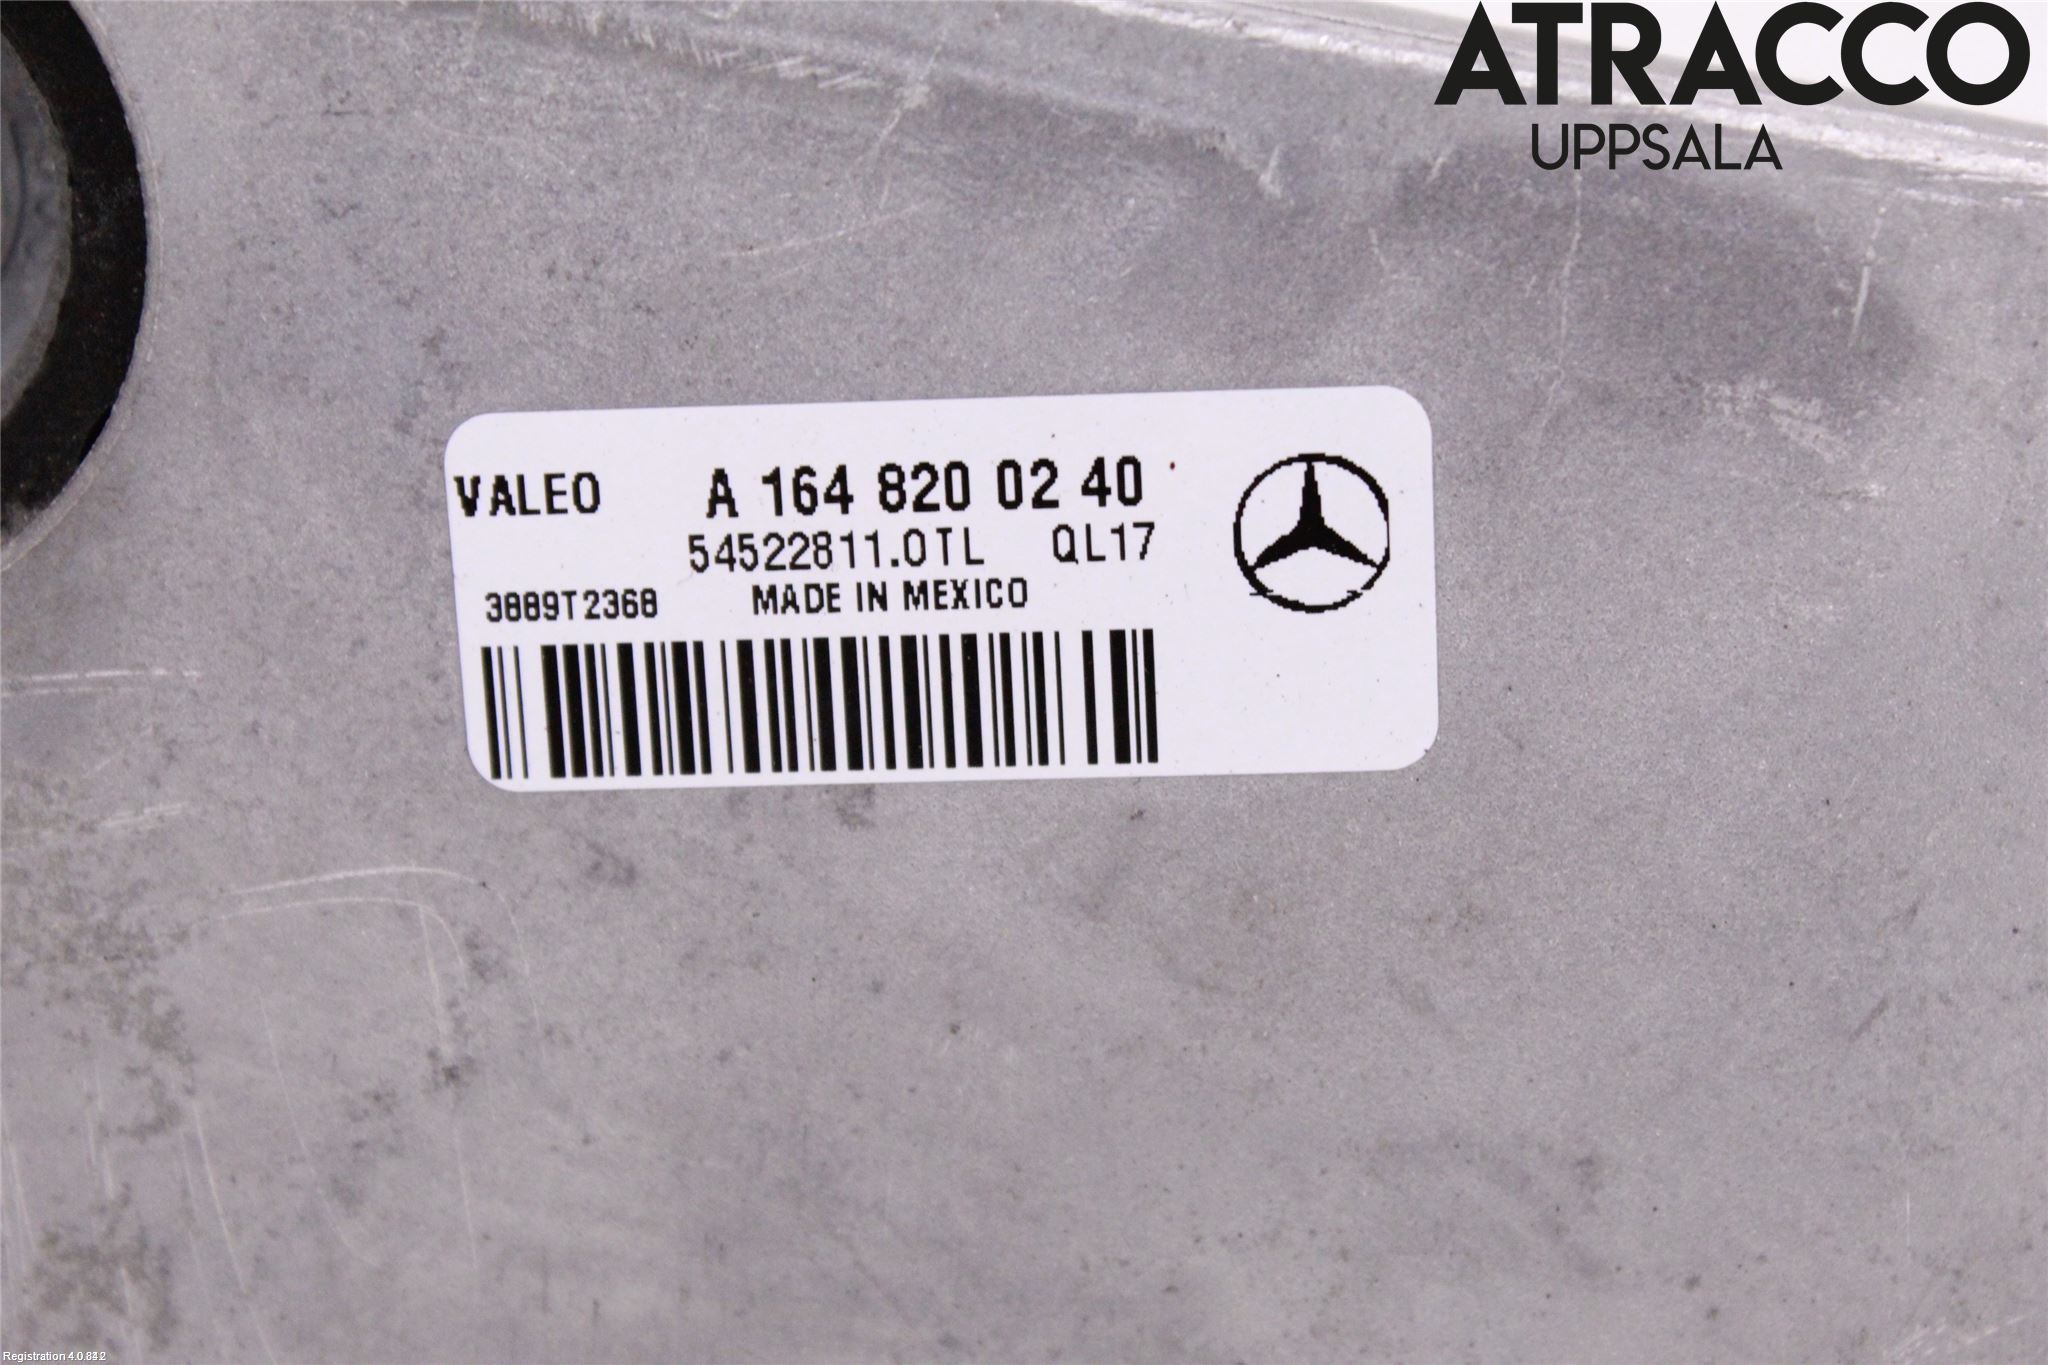 ATRACCO
UPPSALA
VALEO A 164 820 02 40
54522811.0TL QL17
3889T2368 MADE IN MEXICO